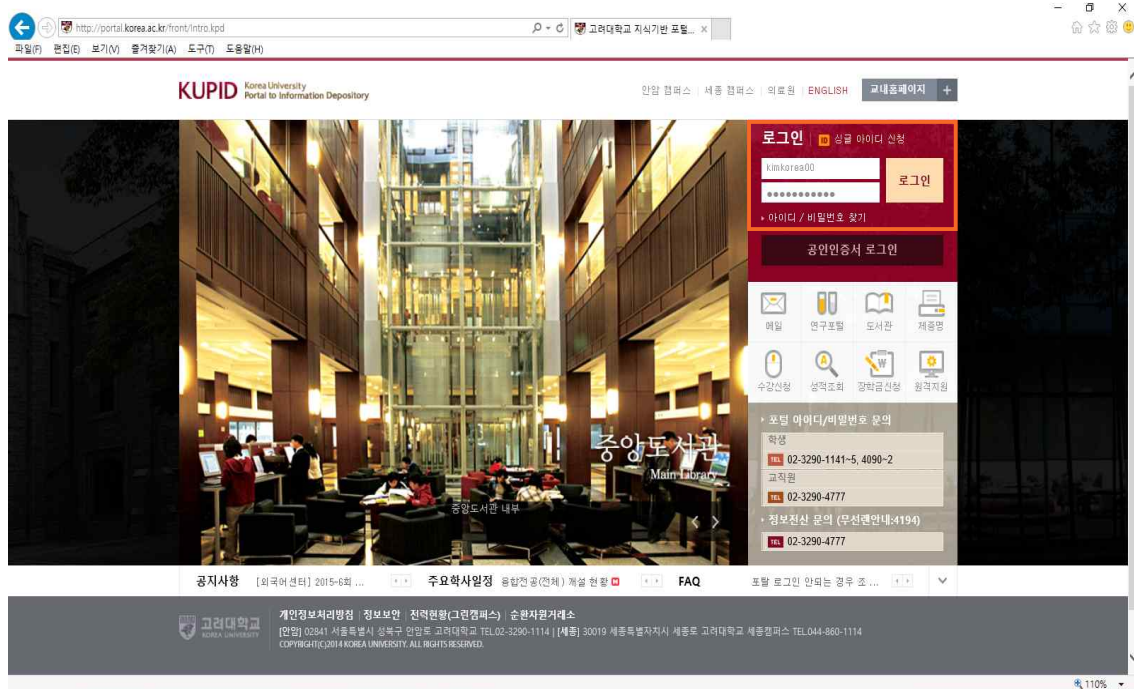 http://portal.korea.ac.kr/front/Intro.kpd
고려대학교 지식기반 포털...
파일(F) 편집(E) 보기(V) 즐겨찾기(A) 도구(T) 도움말(H)
KUPID Korea University
Portal to Information Depository
안암 캠퍼스 | 세종 캠퍼스 | 의료원 | ENGLISH
교내홈페이지 +
로그인 | ID 싱글 아이디 신청
kimkorea00
로그인
아이디 / 비밀번호 찾기
공인인증서 로그인
메일 연구포털 도서관 제증명
수강신청 성적조회 장학금신청 원격지원
포털 아이디/비밀번호 문의
학생
TEL 02-3290-1141~5, 4090~2
교직원
TEL 02-3290-4777
정보전산 문의 (무선랜안내:4194)
TEL 02-3290-4777
중앙도서관
Main Library
중앙도서관 내부
공지사항 [외국어센터] 2015-6회 ...
주요학사일정 융합전공(전체) 개설 현황 N
FAQ 포탈 로그인 안되는 경우 조 ...
고려대학교
KOREA UNIVERSITY
개인정보처리방침 | 정보보안 | 전력현황(그린캠퍼스) | 순환자원거래소
[안암] 02841 서울특별시 성북구 안암로 고려대학교 TEL.02-3290-1114 | [세종] 30019 세종특별자치시 세종로 고려대학교 세종캠퍼스 TEL.044-860-1114
COPYRIGHT(C)2014 KOREA UNIVERSITY. ALL RIGHTS RESERVED.
110%